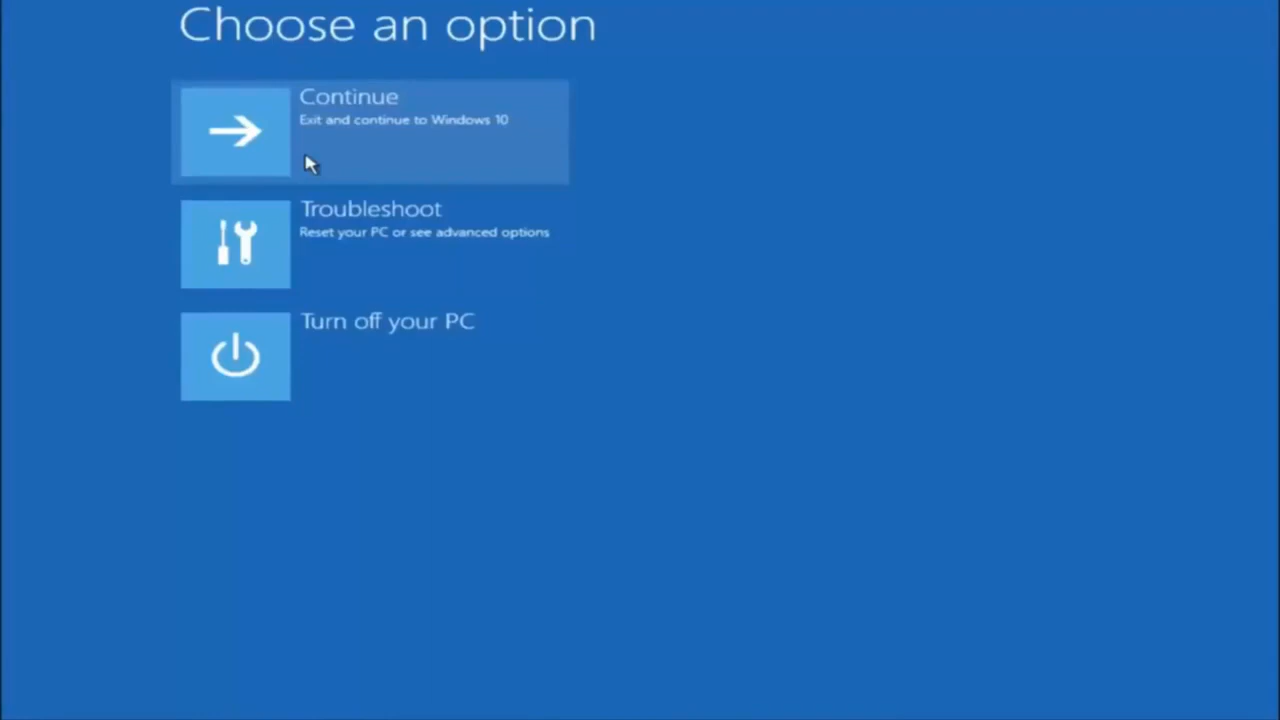 Choose an option
Continue
Exit and continue to Windows 10
Troubleshoot
Reset your PC or see advanced options
Turn off your PC